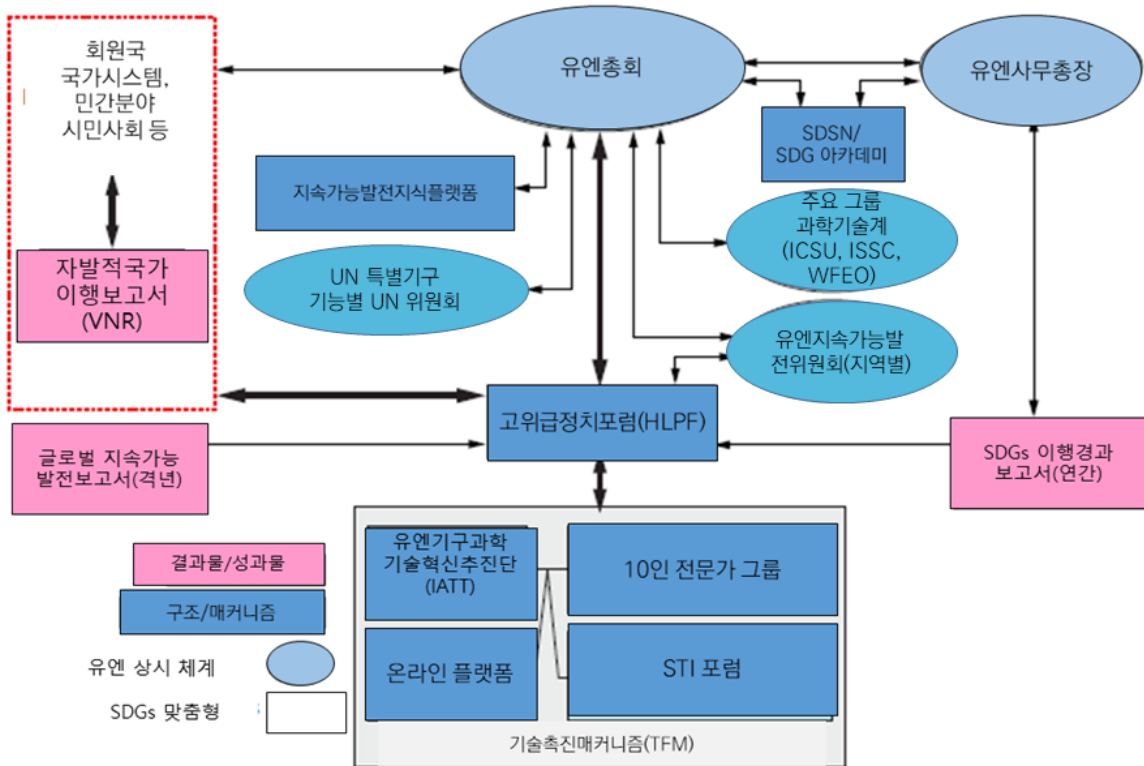 회원국
국가시스템,
민간분야
시민사회 등
유엔총회
유엔사무총장
SDSN/
SDG 아카데미
지속가능발전지식플랫폼
주요 그룹
과학기술계
(ICSU, ISSC,
WFEO)
자발적국가
이행보고서
(VNR)
UN 특별기구
기능별 UN 위원회
유엔지속가능발
전위원회(지역별)
고위급정치포럼(HLPF)
글로벌 지속가능
발전보고서(격년)
SDGs 이행경과
보고서(연간)
유엔기구과학
기술혁신추진단
(IATT)
10인 전문가 그룹
온라인 플랫폼
STI 포럼
기술촉진매커니즘(TFM)
결과물/성과물
구조/매커니즘
유엔 상시 체계
SDGs 맞춤형